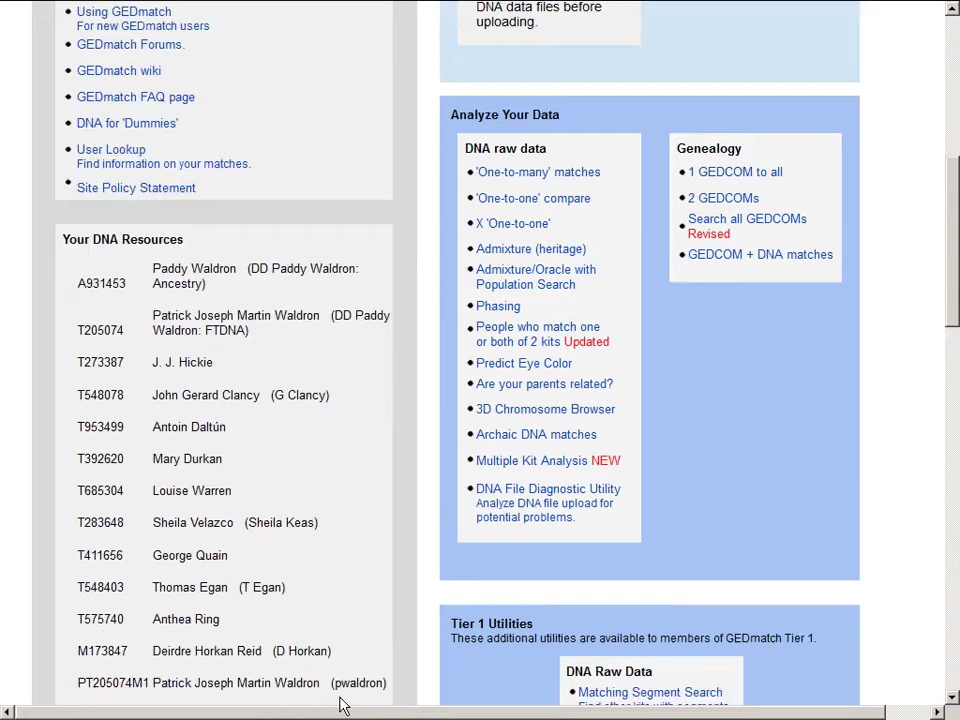 Using GEDmatch
For new GEDmatch users
GEDmatch Forums.
GEDmatch wiki
GEDmatch FAQ page
DNA for 'Dummies'
User Lookup
Find information on your matches.
Site Policy Statement
Your DNA Resources
A931453 Paddy Waldron (DD Paddy Waldron:
Ancestry)
T205074 Patrick Joseph Martin Waldron (DD Paddy
Waldron: FTDNA)
T273387 J. J. Hickie
T548078 John Gerard Clancy (G Clancy)
T953499 Antoin Daltún
T392620 Mary Durkan
T685304 Louise Warren
T283648 Sheila Velazco (Sheila Keas)
T411656 George Quain
T548403 Thomas Egan (T Egan)
T575740 Anthea Ring
M173847 Deirdre Horkan Reid (D Horkan)
PT205074M1 Patrick Joseph Martin Waldron (pwaldron)
DNA data files before
uploading.
Analyze Your Data
DNA raw data
'One-to-many' matches
'One-to-one' compare
X 'One-to-one'
Admixture (heritage)
Admixture/Oracle with
Population Search
Phasing
People who match one
or both of 2 kits Updated
Predict Eye Color
Are your parents related?
3D Chromosome Browser
Archaic DNA matches
Multiple Kit Analysis NEW
DNA File Diagnostic Utility
Analyze DNA file upload for
potential problems.
Genealogy
1 GEDCOM to all
2 GEDCOMs
Search all GEDCOMs
Revised
GEDCOM + DNA matches
Tier 1 Utilities
These additional utilities are available to members of GEDmatch Tier 1.
DNA Raw Data
Matching Segment Search
Find other kits with segments